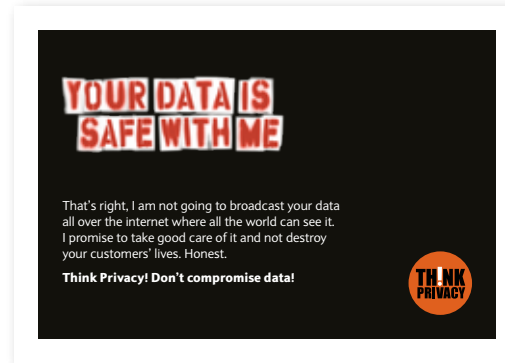 YOUR DATA IS
SAFE WITH ME
That's right, I am not going to broadcast your data
all over the internet where all the world can see it.
I promise to take good care of it and not destroy
your customers' lives. Honest.
Think Privacy! Don't compromise data!
TH!NK
PRIVACY